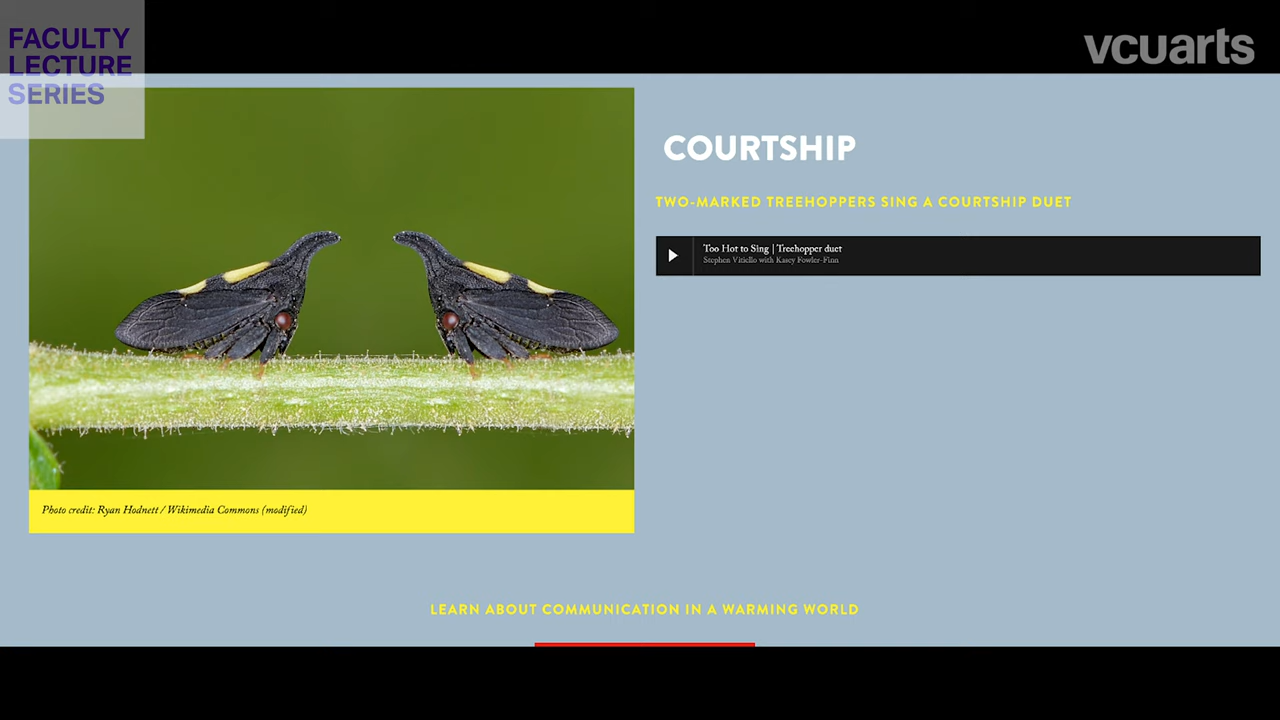 FACULTY
LECTURE
SERIES
vcuarts
COURTSHIP
TWO-MARKED TREEHOPPERS SING A COURTSHIP DUET
Too Hot to Sing | Treehopper duet
Stephen Vitiello with Kasey Fowler-Finn
Photo credit: Ryan Hodnett / Wikimedia Commons (modified)
LEARN ABOUT COMMUNICATION IN A WARMING WORLD